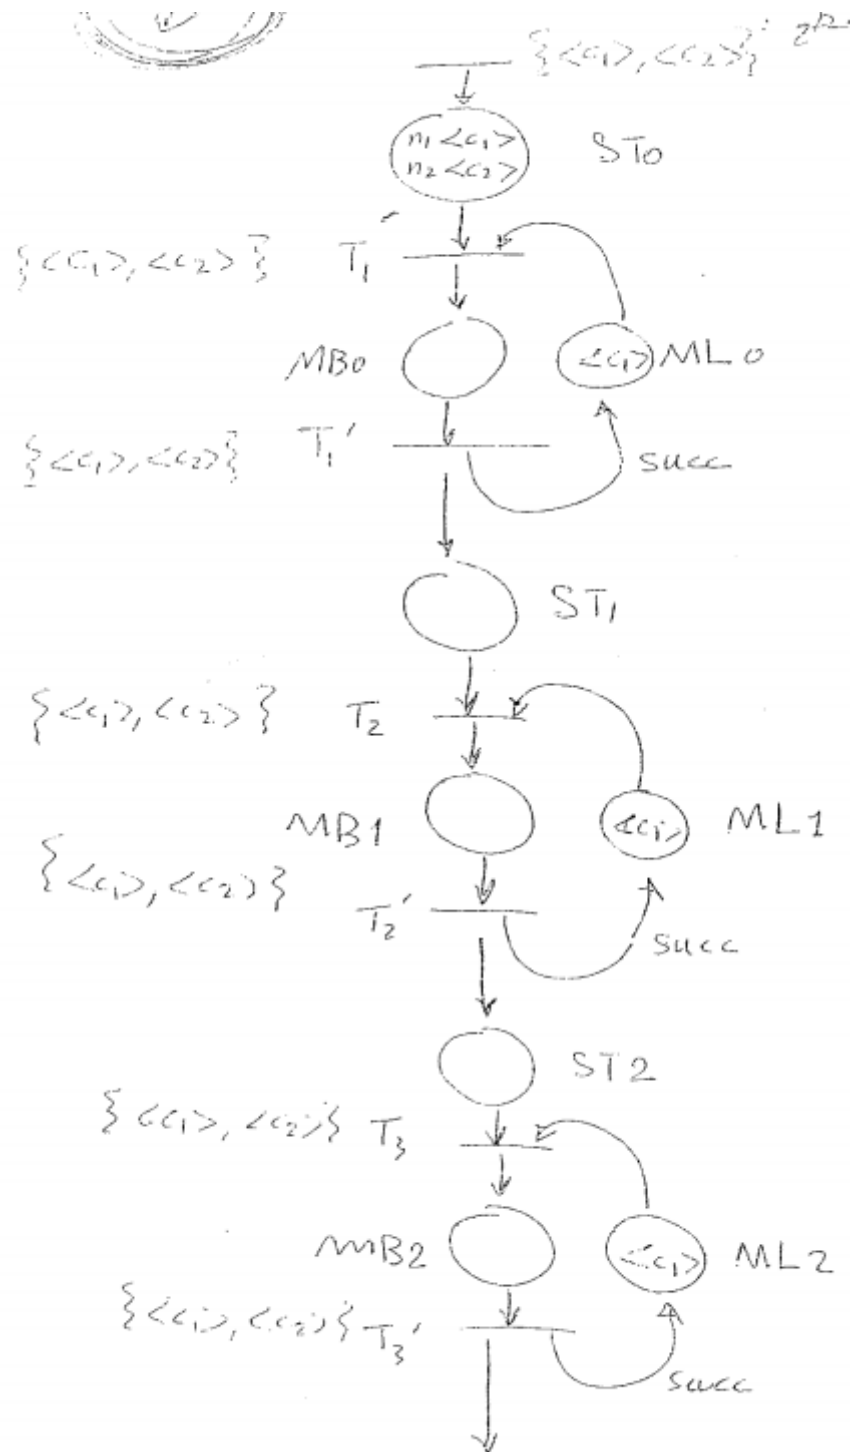 {<c₁>, <c₂>}
n₁<c₁>
n₂<c₂>
ST0
{<c₁>, <c₂>}
T₁
MB0
<c₁>
ML0
{<c₁>, <c₂>}
T₁'
succ
ST1
{<c₁>, <c₂>}
T₂
MB1
<c₁>
ML1
{<c₁>, <c₂>}
T₂'
succ
ST2
{<c₁>, <c₂>}
T₃
MB2
<c₁>
ML2
{<c₁>, <c₂>}
T₃'
succ